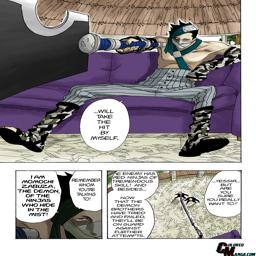 ...I
WILL
TAKE
THE
HIT BY
MYSELF.
...YESSIR.
BUT ARE
YOU SURE
YOU REALLY
WANT TO?
THE ENEMY HAS
NINJAS OF
TREMENDOUS
SKILL! AND
BESIDES...
NOW
THAT THE
DEMON
BROTHERS
HAVE TRIED
AND FAILED,
THEY'LL BE
ON GUARD
AGAINST
FURTHER
ATTEMPTS.
REMEMBER
WHOM
YOU'RE
TALKING TO!
I AM
MOMOCHI
ZABUZA,
THE DEMON,
OF THE
NINJAS
WHO HIDE
IN THE
MIST!
COLORED
MANGA.COM